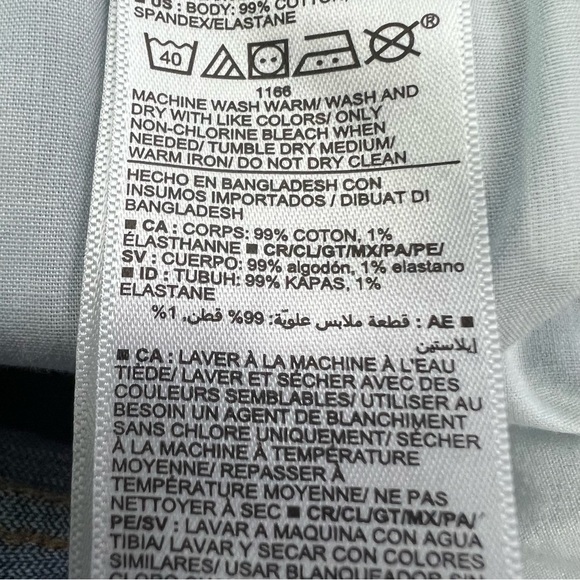 ■ US : BODY: 99% COTTON,
SPANDEX/ELASTANE
40
®
1166
MACHINE WASH WARM/ WASH AND
DRY WITH LIKE COLORS/ ONLY
NON-CHLORINE BLEACH WHEN
NEEDED/ TUMBLE DRY MEDIUM/
WARM IRON/ DO NOT DRY CLEAN
HECHO EN BANGLADESH CON
INSUMOS IMPORTADOS / DIBUAT DI
BANGLADESH
■ CA : CORPS: 99% COTON, 1%
ÉLASTHANNE ■ CR/CL/GT/MX/PA/PE/
SV : CUERPO: 99% algodón, 1% elastano
■ ID : TUBUH: 99% KAPAS, 1%
ELASTANE
■ AE : قطعة ملابس علويّة: 99% قطن, 1%
إيلاستين
■ CA : LAVER À LA MACHINE À L'EAU
TIÈDE/ LAVER ET SÉCHER AVEC DES
COULEURS SEMBLABLES/ UTILISER AU
BESOIN UN AGENT DE BLANCHIMENT
SANS CHLORE UNIQUEMENT/ SÉCHER
À LA MACHINE À TEMPÉRATURE
MOYENNE/ REPASSER À
TEMPÉRATURE MOYENNE/ NE PAS
NETTOYER À SEC ■ CR/CL/GT/MX/PA/
PE/SV : LAVAR A MAQUINA CON AGUA
TIBIA/ LAVAR Y SECAR CON COLORES
SIMILARES/ USAR BLANQUEADOR